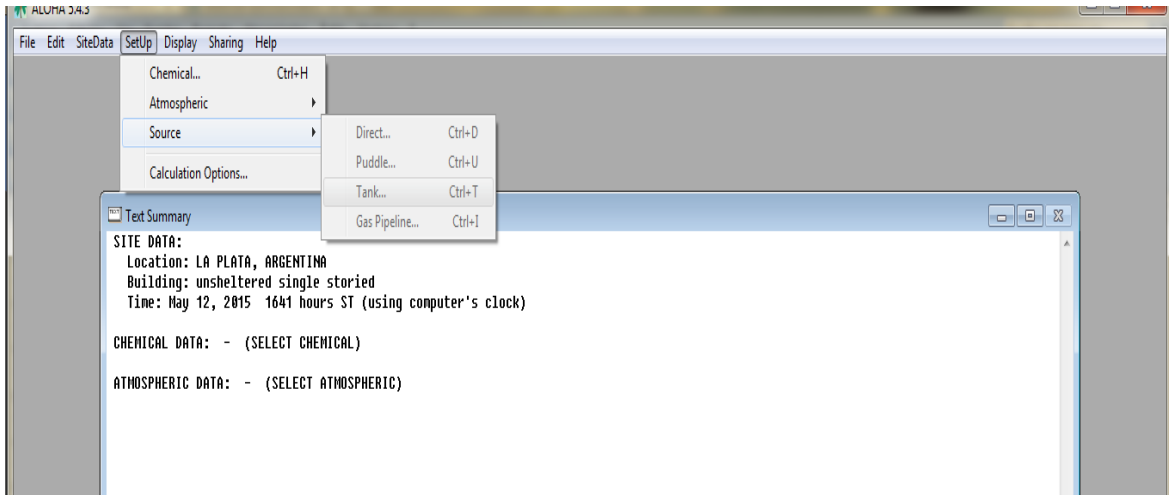 ALOHA 5.4.3
File Edit SiteData SetUp Display Sharing Help
Chemical... Ctrl+H
Atmospheric
Source
Calculation Options...
Direct... Ctrl+D
Puddle... Ctrl+U
Tank... Ctrl+T
Gas Pipeline... Ctrl+I
Text Summary
SITE DATA:
Location: LA PLATA, ARGENTINA
Building: unsheltered single storied
Time: May 12, 2015 1641 hours ST (using computer's clock)
CHEMICAL DATA: - (SELECT CHEMICAL)
ATMOSPHERIC DATA: - (SELECT ATMOSPHERIC)